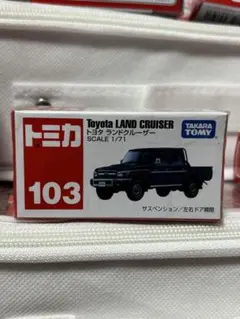 トミカ
103
Toyota LAND CRUISER
トヨタ ランドクルーザー
SCALE 1/71
TAKARA
TOMY
サスペンション/左右ドア開閉